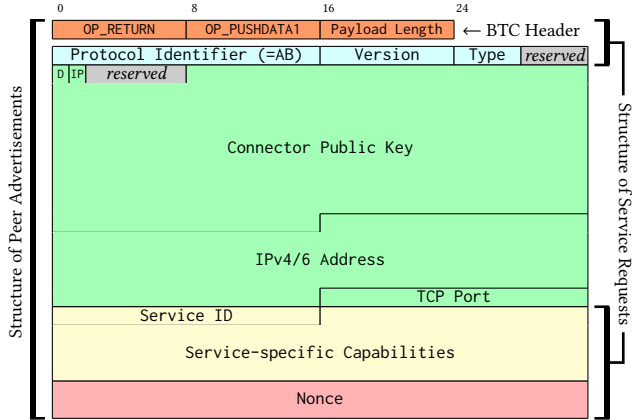 0 8 16 24
OP_RETURN OP_PUSHDATA1 Payload Length ← BTC Header
Protocol Identifier (=AB) Version Type reserved
D IP reserved
Connector Public Key
IPv4/6 Address
TCP Port
Service ID
Service-specific Capabilities
Nonce
Structure of Peer Advertisements
Structure of Service Requests